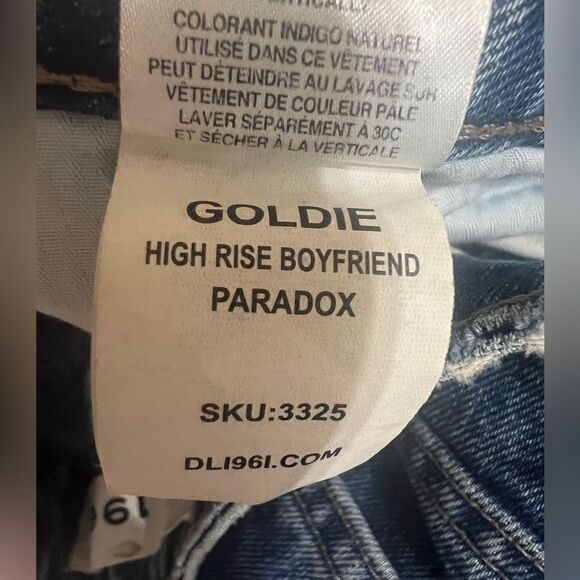 VERTICALLY
COLORANT INDIGO NATUREL
UTILISÉ DANS CE VÊTEMENT
PEUT DÉTEINDRE AU LAVAGE SUR
VÊTEMENT DE COULEUR PÂLE
LAVER SÉPARÉMENT À 30C
ET SÉCHER À LA VERTICALE
GOLDIE
HIGH RISE BOYFRIEND
PARADOX
SKU:3325
DL1961.COM